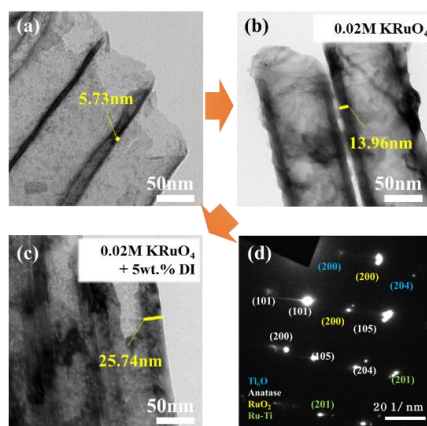 (a)
5.73nm
50nm
(b)
0.02M KRuO₄
13.96nm
50nm
(c)
0.02M KRuO₄
+ 5wt.% DI
25.74nm
50nm
(d)
(200)
(200)
(204)
(101)
(101)
(200)
(105)
(200)
(105)
(204)
(201)
(201)
Ti₆O
Anatase
RuO₂
Ru-Ti
20 1/ nm